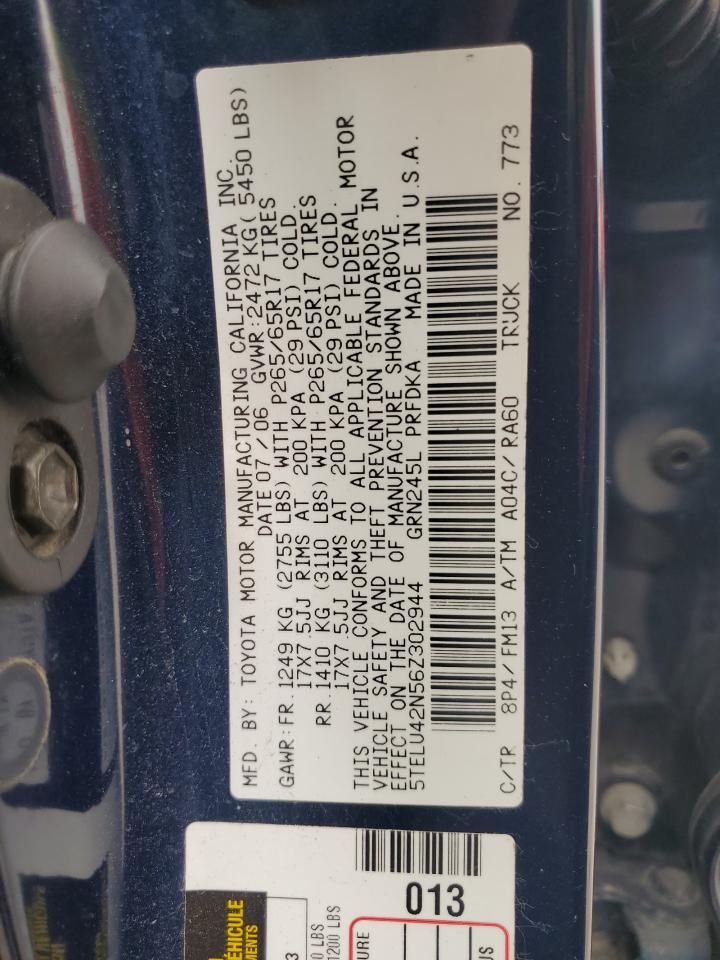 MFD. BY: TOYOTA MOTOR MANUFACTURING CALIFORNIA INC.
DATE 07/06 GVWR:2472 KG( 5450 LBS)
GAWR:FR. 1249 KG (2755 LBS) WITH P265/65R17 TIRES
17X7.5JJ RIMS AT 200 KPA (29 PSI) COLD.
RR. 1410 KG (3110 LBS) WITH P265/65R17 TIRES
17X7.5JJ RIMS AT 200 KPA (29 PSI) COLD.
THIS VEHICLE CONFORMS TO ALL APPLICABLE FEDERAL MOTOR
VEHICLE SAFETY AND THEFT PREVENTION STANDARDS IN
EFFECT ON THE DATE OF MANUFACTURE SHOWN ABOVE.
5TELU42N56Z302944 GRN245L PRFDKA MADE IN U.S.A.
C/TR 8P4/FM13 A/TM A04C/RA60 TRUCK NO. 773
VÉHICULE
013
1200 LBS